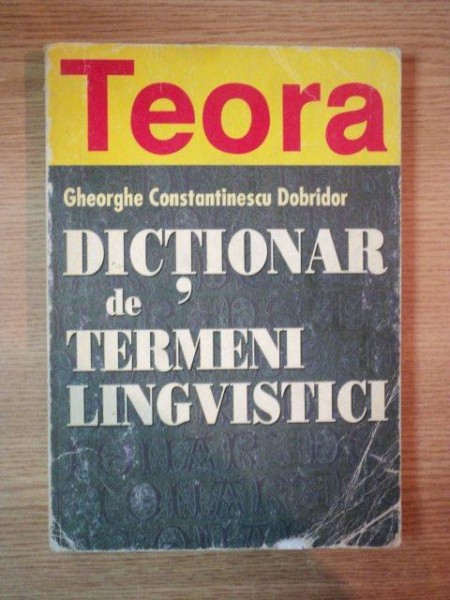 Teora
Gheorghe Constantinescu Dobridor
DICȚIONAR
de
TERMENI
LINGVISTICI